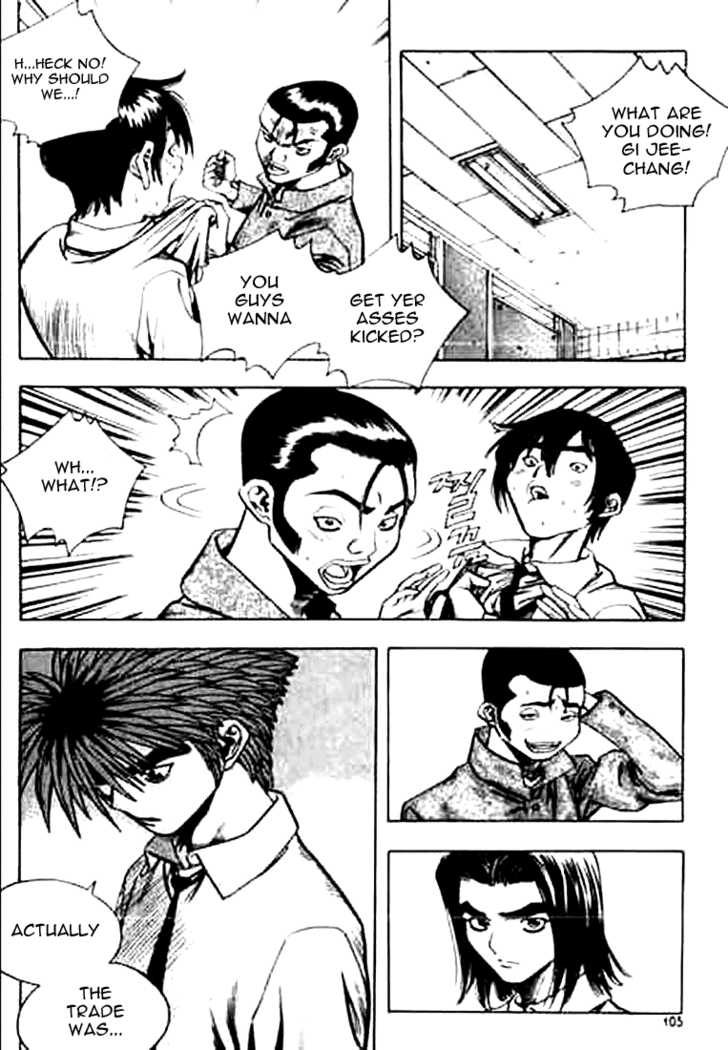 H...HECK NO!
WHY SHOULD
WE...!
YOU
GUYS
WANNA
GET YER
ASSES
KICKED?
WHAT ARE
YOU DOING!
GI JEE-
CHANG!
WH...
WHAT!?
ACTUALLY
THE
TRADE
WAS...
105